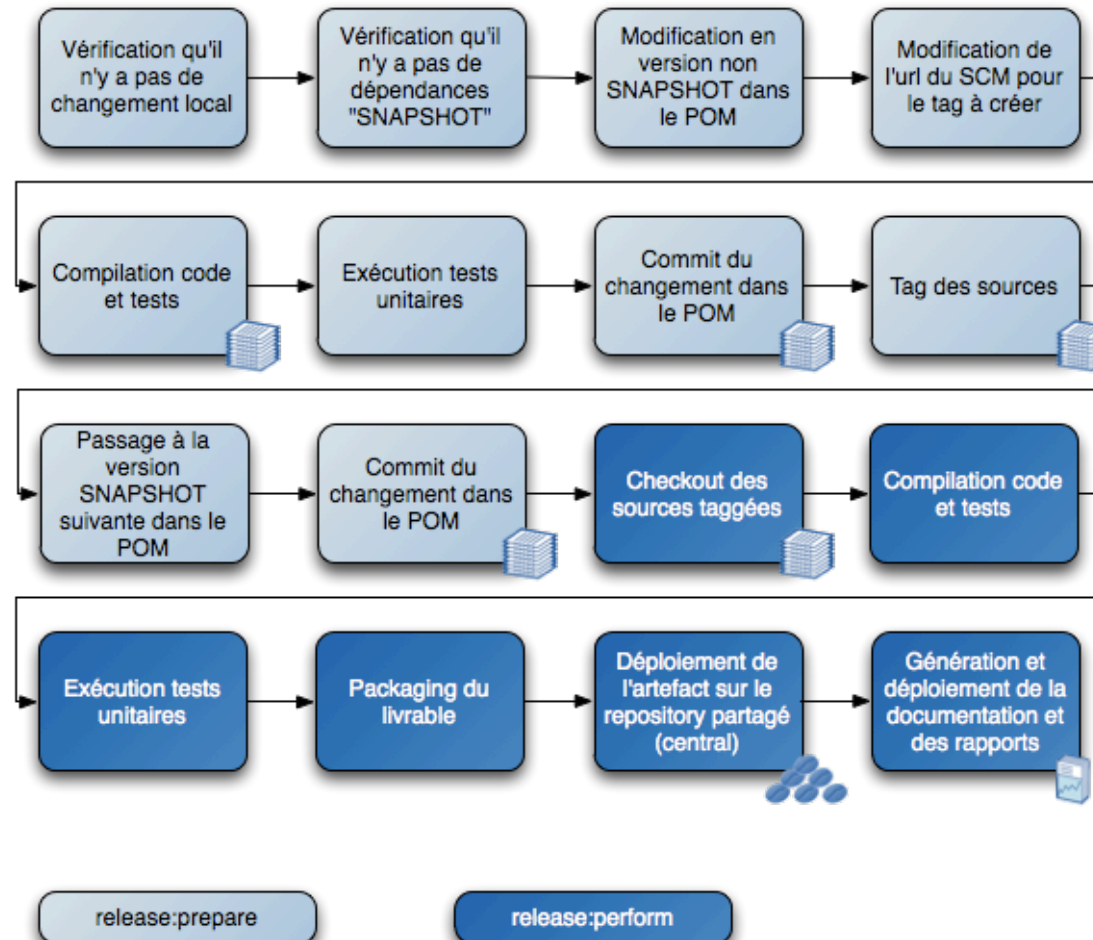 Vérification qu'il
n'y a pas de
changement local
Vérification qu'il
n'y a pas de
dépendances
"SNAPSHOT"
Modification en
version non
SNAPSHOT dans
le POM
Modification de
l'url du SCM pour
le tag à créer
Compilation code
et tests
Exécution tests
unitaires
Commit du
changement dans
le POM
Tag des sources
Passage à la
version
SNAPSHOT
suivante dans le
POM
Commit du
changement dans
le POM
Checkout des
sources taggées
Compilation code
et tests
Exécution tests
unitaires
Packaging du
livrable
Déploiement de
l'artefact sur le
repository partagé
(central)
Génération et
déploiement de la
documentation et
des rapports
release:prepare
release:perform